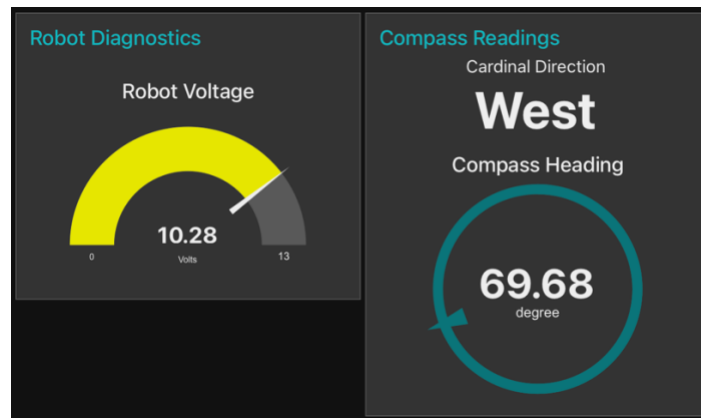 Robot Diagnostics
Robot Voltage
10.28
Volts
0
13
Compass Readings
Cardinal Direction
West
Compass Heading
69.68
degree